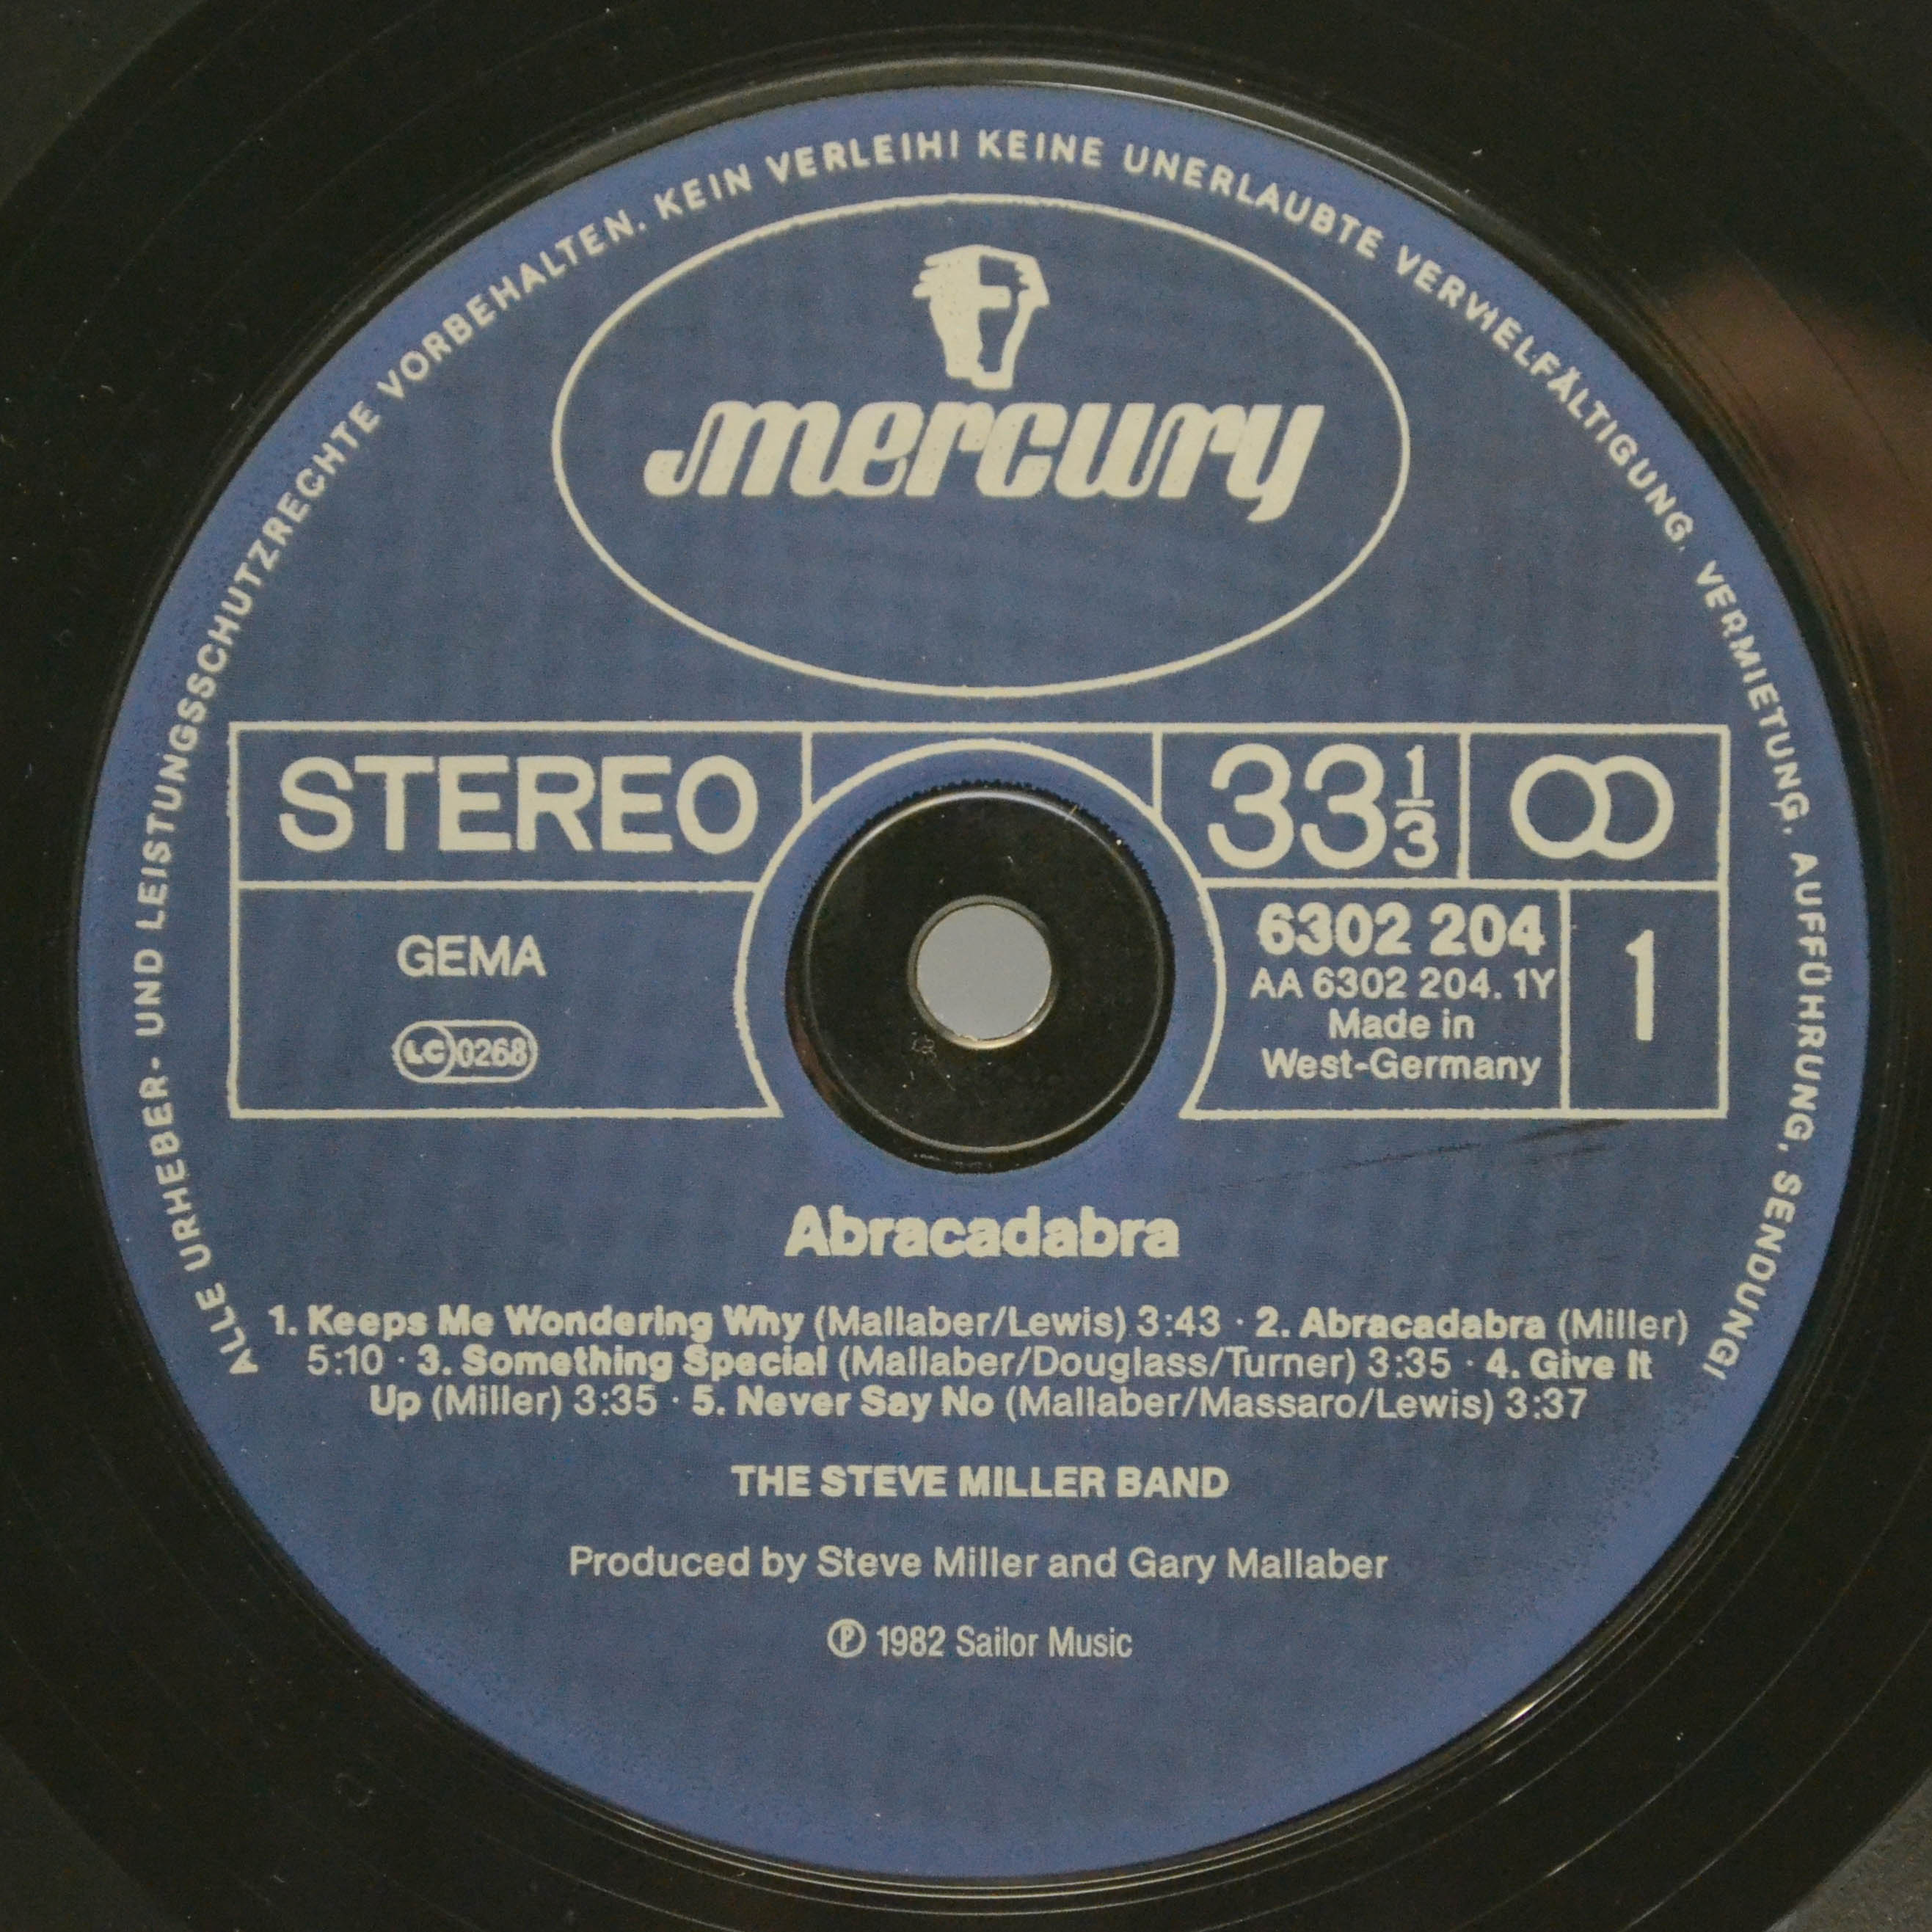 ALLE URHEBER- UND LEISTUNGSSCHUTZRECHTE VORBEHALTEN. KEIN VERLEIH! KEINE UNERLAUBTE VERVIELFÄLTIGUNG, VERMIETUNG, AUFFÜHRUNG, SENDUNG!
mercury
STEREO
33 1/3
GEMA
LC 0268
6302 204
AA 6302 204. 1Y
Made in
West-Germany
1
Abracadabra
1. Keeps Me Wondering Why (Mallaber/Lewis) 3:43 · 2. Abracadabra (Miller)
5:10 · 3. Something Special (Mallaber/Douglass/Turner) 3:35 · 4. Give It
Up (Miller) 3:35 · 5. Never Say No (Mallaber/Massaro/Lewis) 3:37
THE STEVE MILLER BAND
Produced by Steve Miller and Gary Mallaber
℗ 1982 Sailor Music